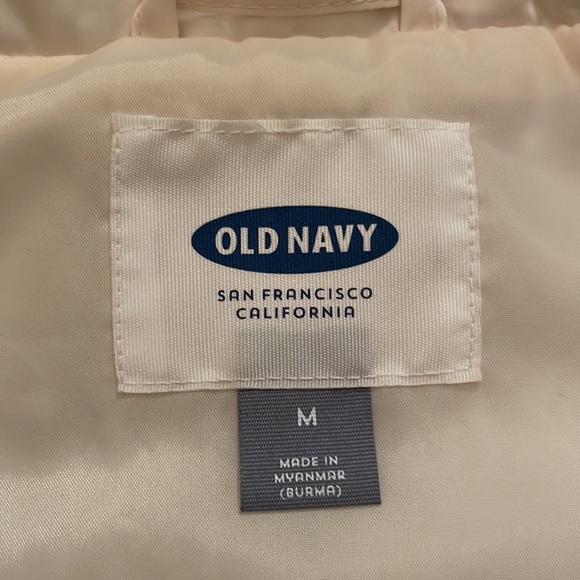 OLD NAVY
SAN FRANCISCO
CALIFORNIA
M
MADE IN
MYANMAR
(BURMA)